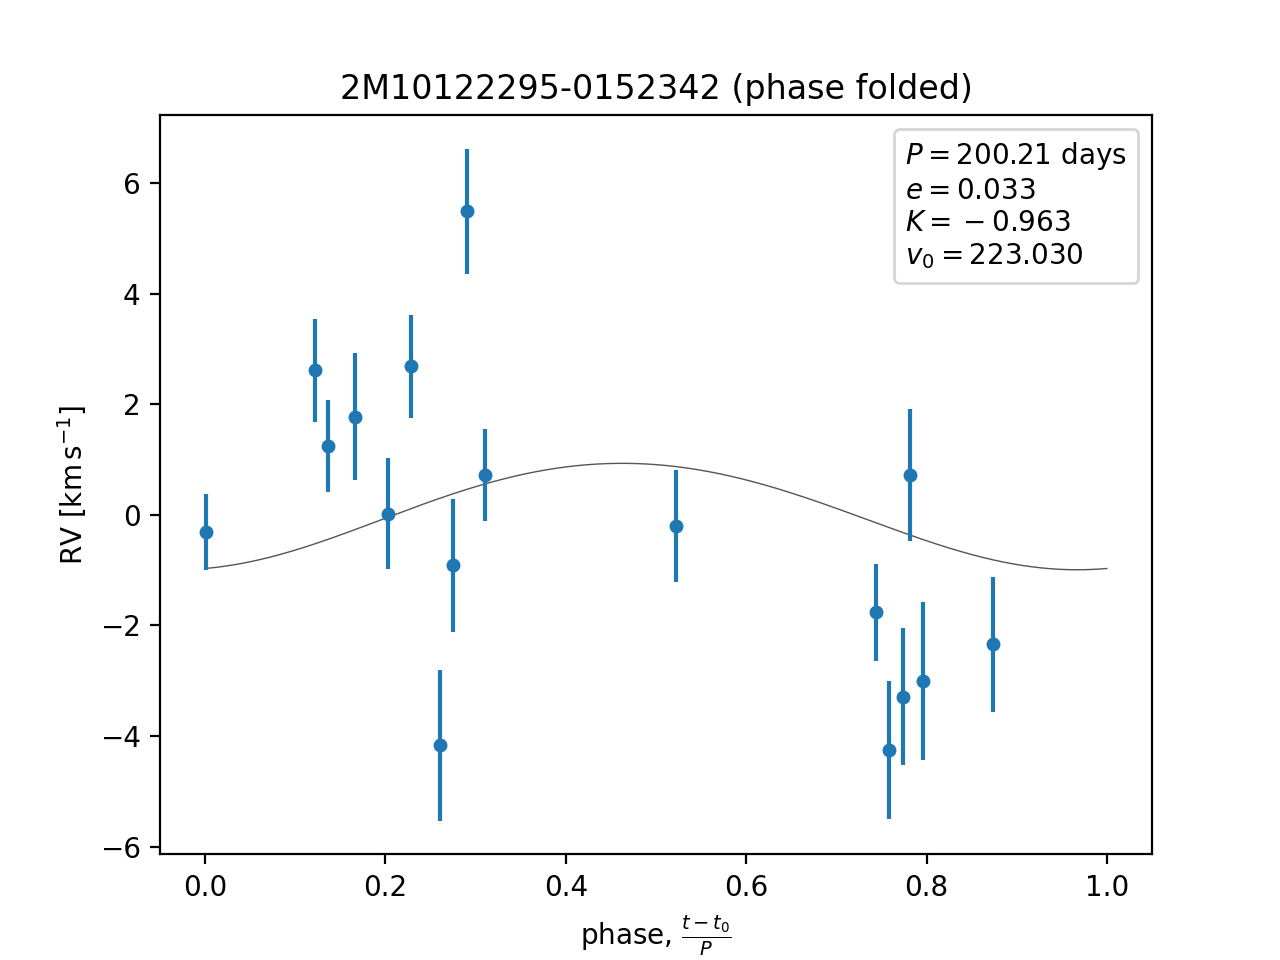 2M10122295-0152342 (phase folded)
P = 200.21 days
e = 0.033
K = −0.963
v₀ = 223.030
RV [km s⁻¹]
6
4
2
0
−2
−4
−6
0.0 0.2 0.4 0.6 0.8 1.0
phase, (t − t₀)/P